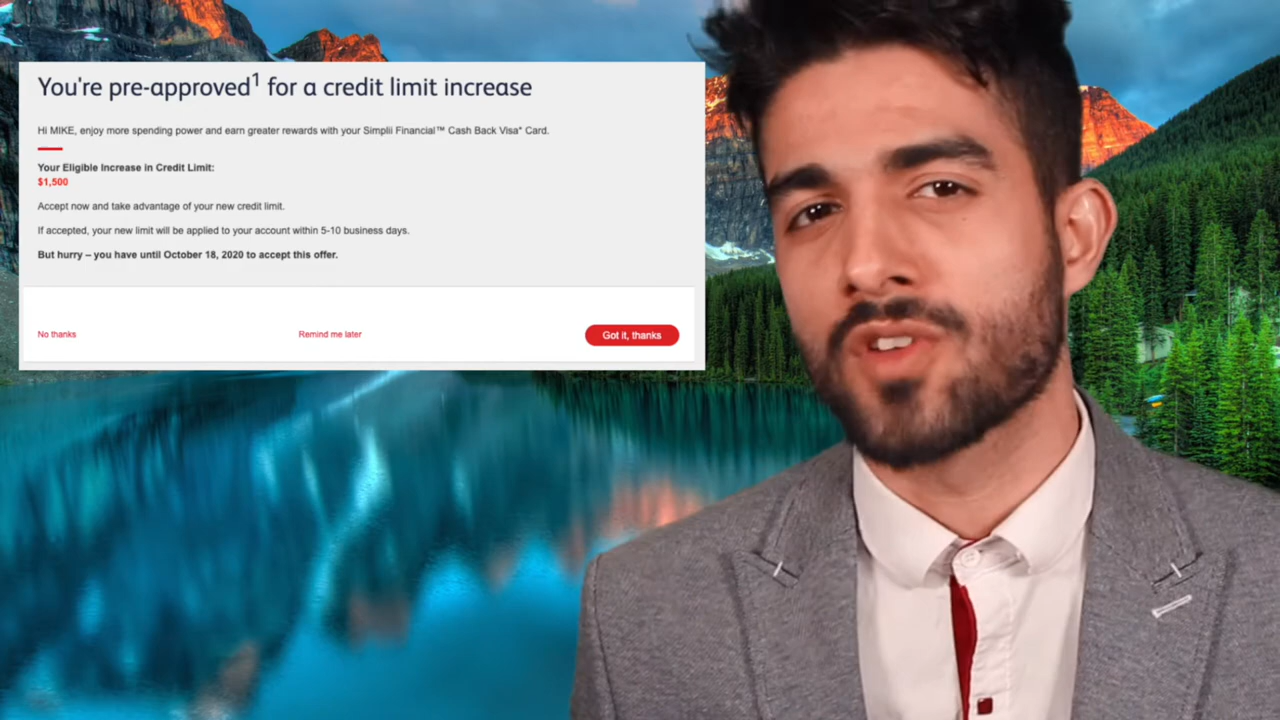 You're pre-approved¹ for a credit limit increase
Hi MIKE, enjoy more spending power and earn greater rewards with your Simplii Financial™ Cash Back Visa* Card.
Your Eligible Increase in Credit Limit:
$1,500
Accept now and take advantage of your new credit limit.
If accepted, your new limit will be applied to your account within 5-10 business days.
But hurry – you have until October 18, 2020 to accept this offer.
No thanks Remind me later Got it, thanks